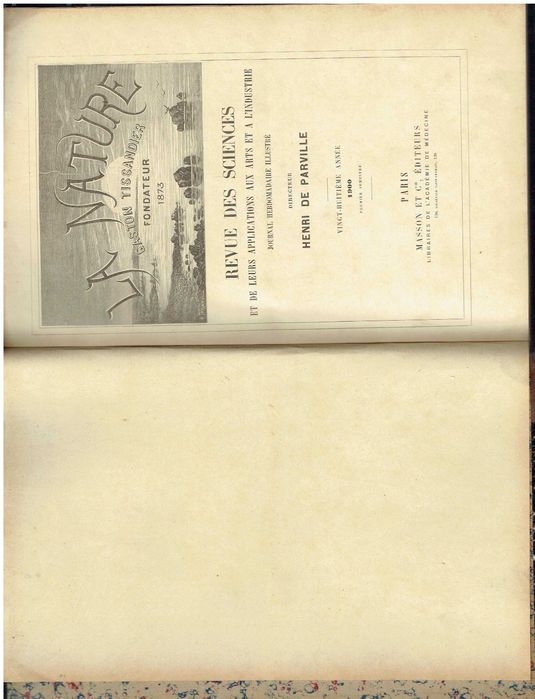 LA NATURE
GASTON TISSANDIER
FONDATEUR
1873
REVUE DES SCIENCES
ET DE LEURS APPLICATIONS AUX ARTS ET A L'INDUSTRIE
JOURNAL HEBDOMADAIRE ILLUSTRÉ
DIRECTEUR
HENRI DE PARVILLE
VINGT-HUITIÈME ANNÉE
1900
PREMIER SEMESTRE
PARIS
MASSON ET Cie, ÉDITEURS
LIBRAIRES DE L'ACADÉMIE DE MÉDECINE